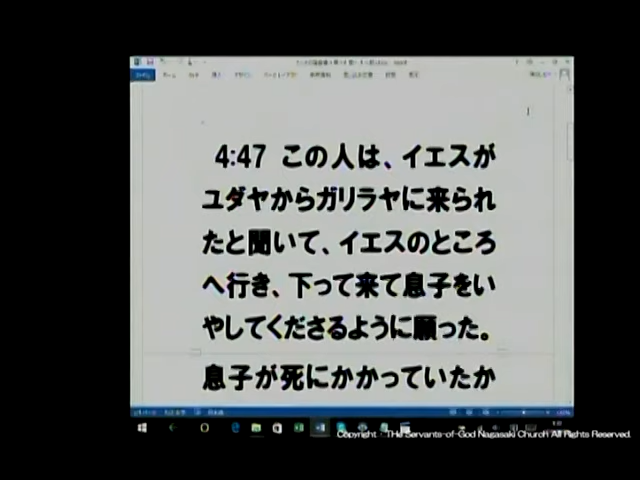 4:47 この人は、イエスが
ユダヤからガリラヤに来られ
たと聞いて、イエスのところ
へ行き、下って来て息子をい
やしてくださるように願った。
息子が死にかかっていたか
Copyright・THe Servants-of-God Nagasaki Church All Rights Reserved.